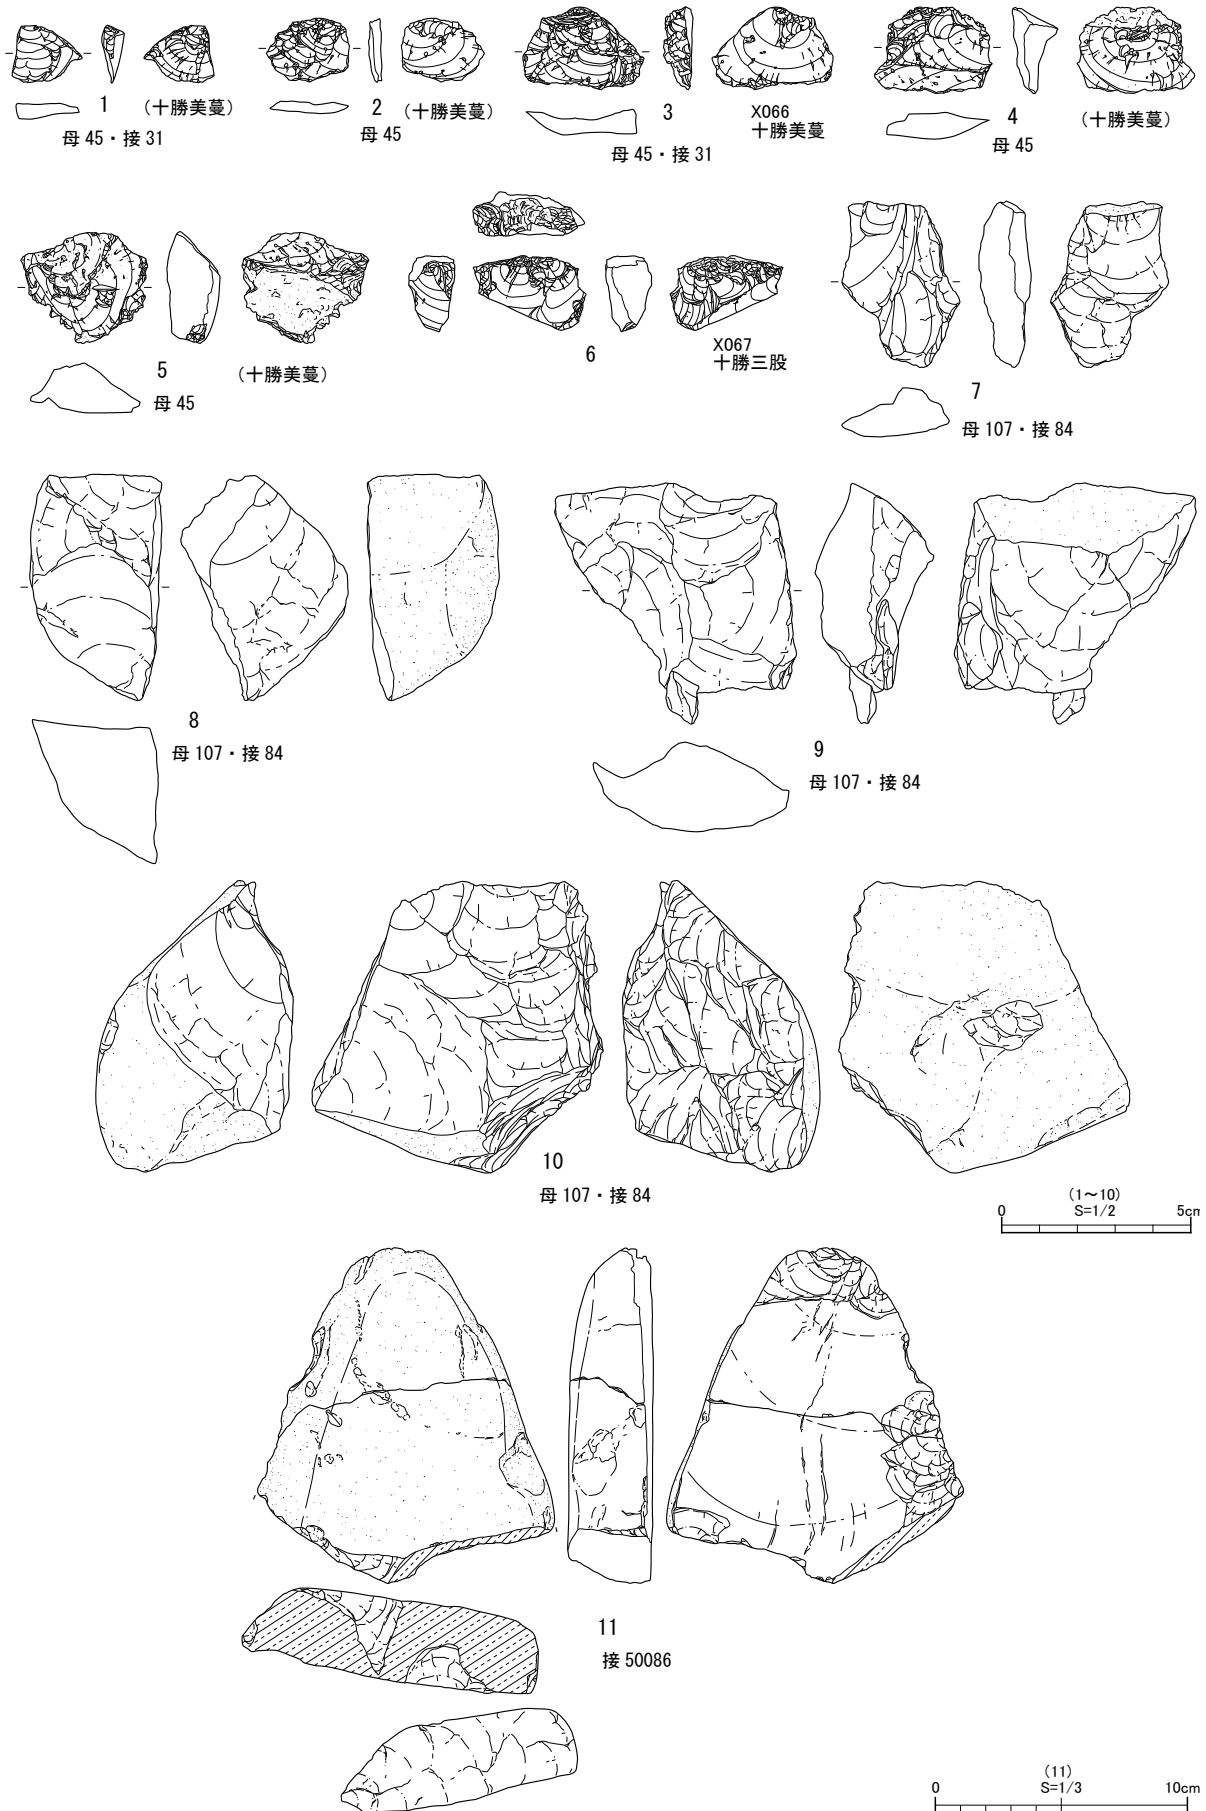 1 (十勝美蔓)
母 45・接 31
2 (十勝美蔓)
母 45
3 X066
十勝美蔓
母 45・接 31
4 (十勝美蔓)
母 45
5 (十勝美蔓)
母 45
6 X067
十勝三股
7
母 107・接 84
8
母 107・接 84
9
母 107・接 84
10
母 107・接 84
(1~10)
0 S=1/2 5cm
11
接 50086
(11)
0 S=1/3 10cm